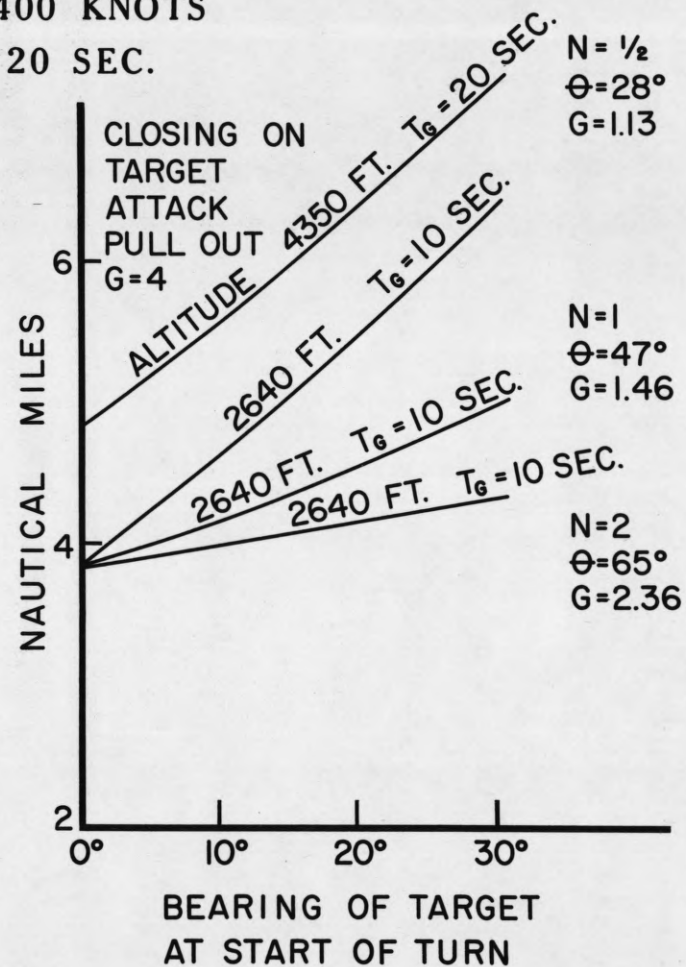 400 KNOTS
20 SEC.
CLOSING ON
TARGET
ATTACK
PULL OUT
G=4
ALTITUDE 4350 FT. TG=20 SEC.
2640 FT. TG=10 SEC.
2640 FT. TG=10 SEC.
2640 FT. TG=10 SEC.
N=½
Θ=28°
G=1.13
N=1
Θ=47°
G=1.46
N=2
Θ=65°
G=2.36
NAUTICAL MILES
6
4
2
0° 10° 20° 30°
BEARING OF TARGET
AT START OF TURN